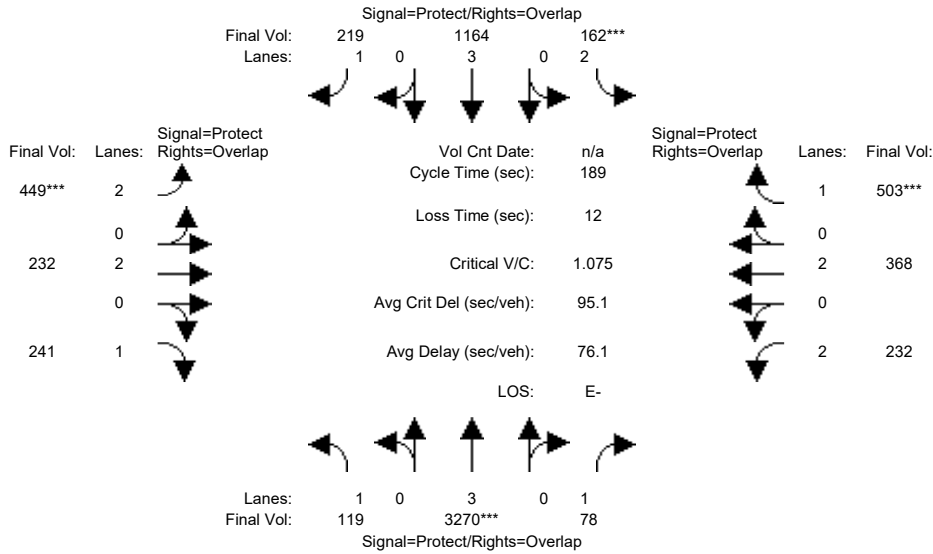 Signal=Protect/Rights=Overlap
Final Vol: 219 1164 162***
Lanes: 1 0 3 0 2
Signal=Protect Signal=Protect
Final Vol: Lanes: Rights=Overlap Vol Cnt Date: n/a Rights=Overlap Lanes: Final Vol:
Cycle Time (sec): 189
449*** 2 1 503***
Loss Time (sec): 12
0 0
232 2 Critical V/C: 1.075 2 368
0 Avg Crit Del (sec/veh): 95.1 0
241 1 Avg Delay (sec/veh): 76.1 2 232
LOS: E-
Lanes: 1 0 3 0 1
Final Vol: 119 3270*** 78
Signal=Protect/Rights=Overlap